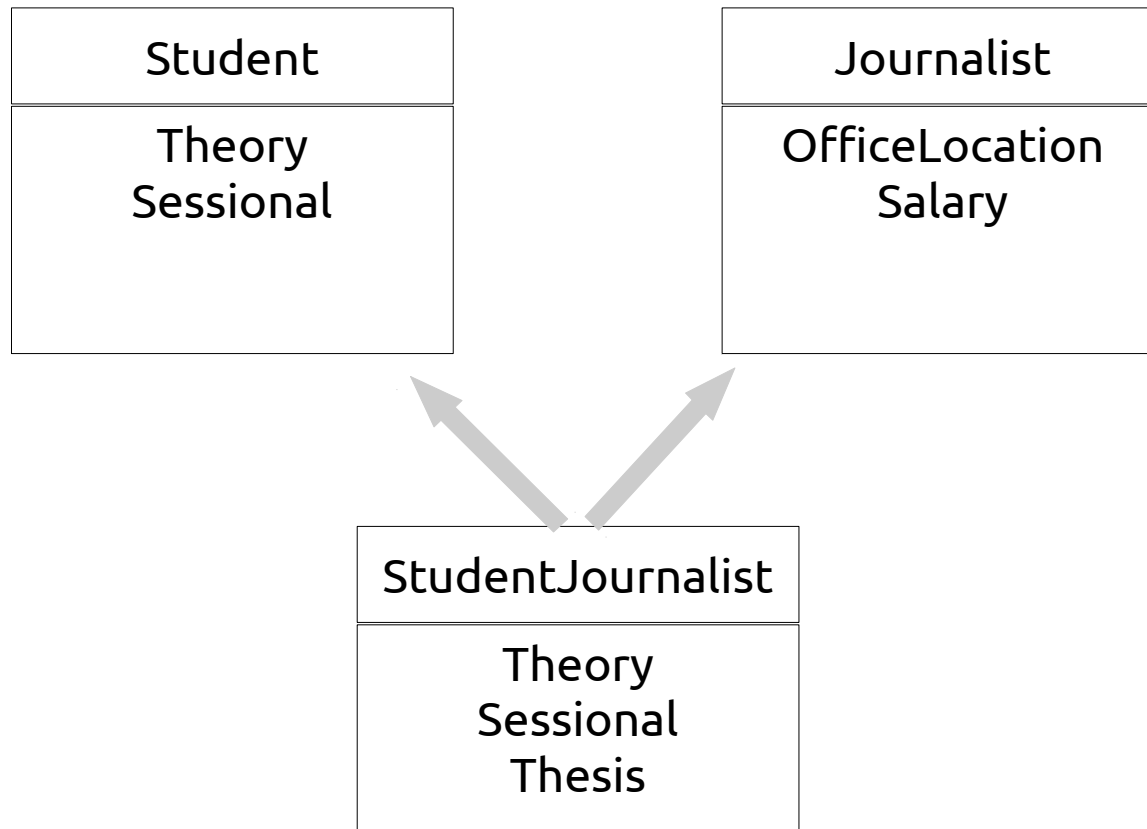 Student
Theory
Sessional
Journalist
OfficeLocation
Salary
StudentJournalist
Theory
Sessional
Thesis